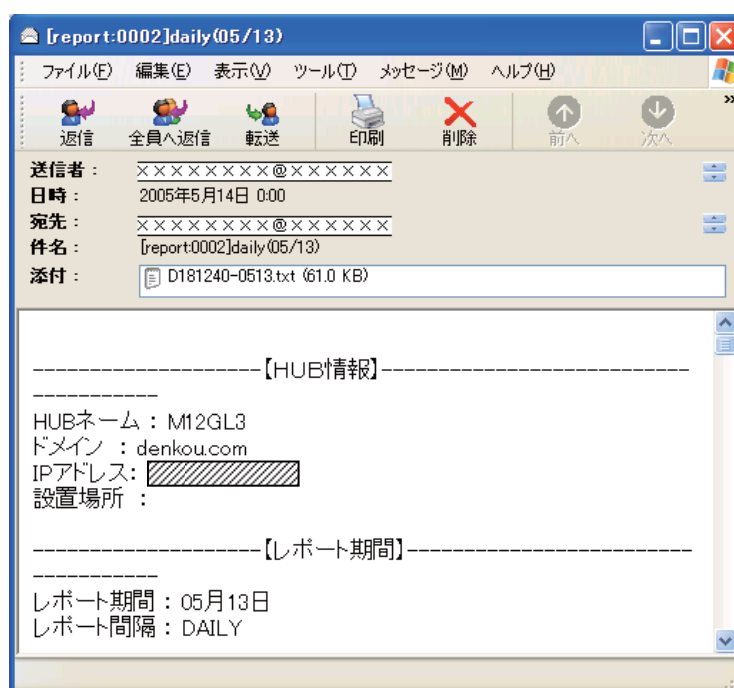 [report:0002]daily(05/13)
ファイル(F) 編集(E) 表示(V) ツール(T) メッセージ(M) ヘルプ(H)
返信 全員へ返信 転送 印刷 削除 前へ 次へ »
送信者： ××××××××@××××××
日時： 2005年5月14日 0:00
宛先： ××××××××@××××××
件名： [report:0002]daily(05/13)
添付： D181240-0513.txt (61.0 KB)
--------------------【HUB情報】---------------------------
-----------
HUBネーム：M12GL3
ドメイン ：denkou.com
IPアドレス:
設置場所 ：
--------------------【レポート期間】-------------------------
-----------
レポート期間：05月13日
レポート間隔：DAILY